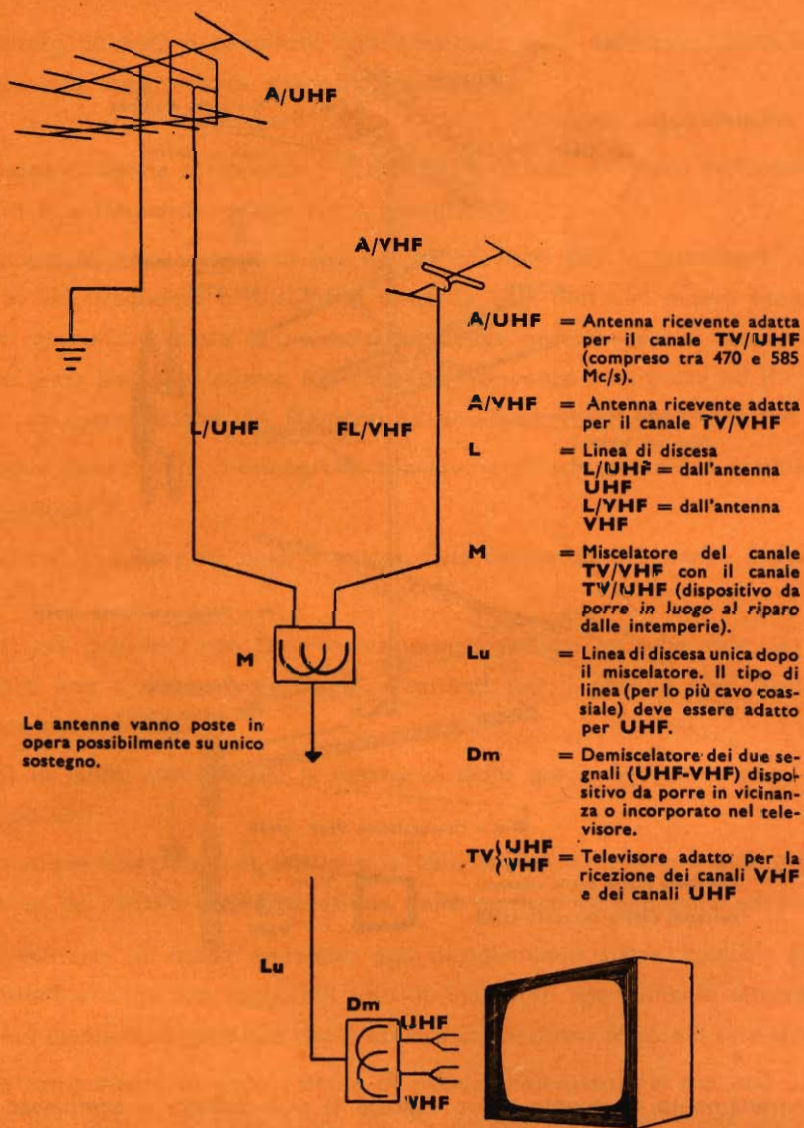 A/UHF
A/VHF
L/UHF
FL/VHF
M
Le antenne vanno poste in
opera possibilmente su unico
sostegno.
Lu
Dm
UHF
VHF
A/UHF = Antenna ricevente adatta
per il canale TV/UHF
(compreso tra 470 e 585
Mc/s).
A/VHF = Antenna ricevente adatta
per il canale TV/VHF
L = Linea di discesa
L/UHF = dall'antenna
UHF
L/VHF = dall'antenna
VHF
M = Miscelatore del canale
TV/VHF con il canale
TV/UHF (dispositivo da
porre in luogo al riparo
dalle intemperie).
Lu = Linea di discesa unica dopo
il miscelatore. Il tipo di
linea (per lo più cavo coas-
siale) deve essere adatto
per UHF.
Dm = Demiscelatore dei due se-
gnali (UHF-VHF) dispo-
sitivo da porre in vicinan-
za o incorporato nel tele-
visore.
TV{UHF
VHF = Televisore adatto per la
ricezione dei canali VHF
e dei canali UHF